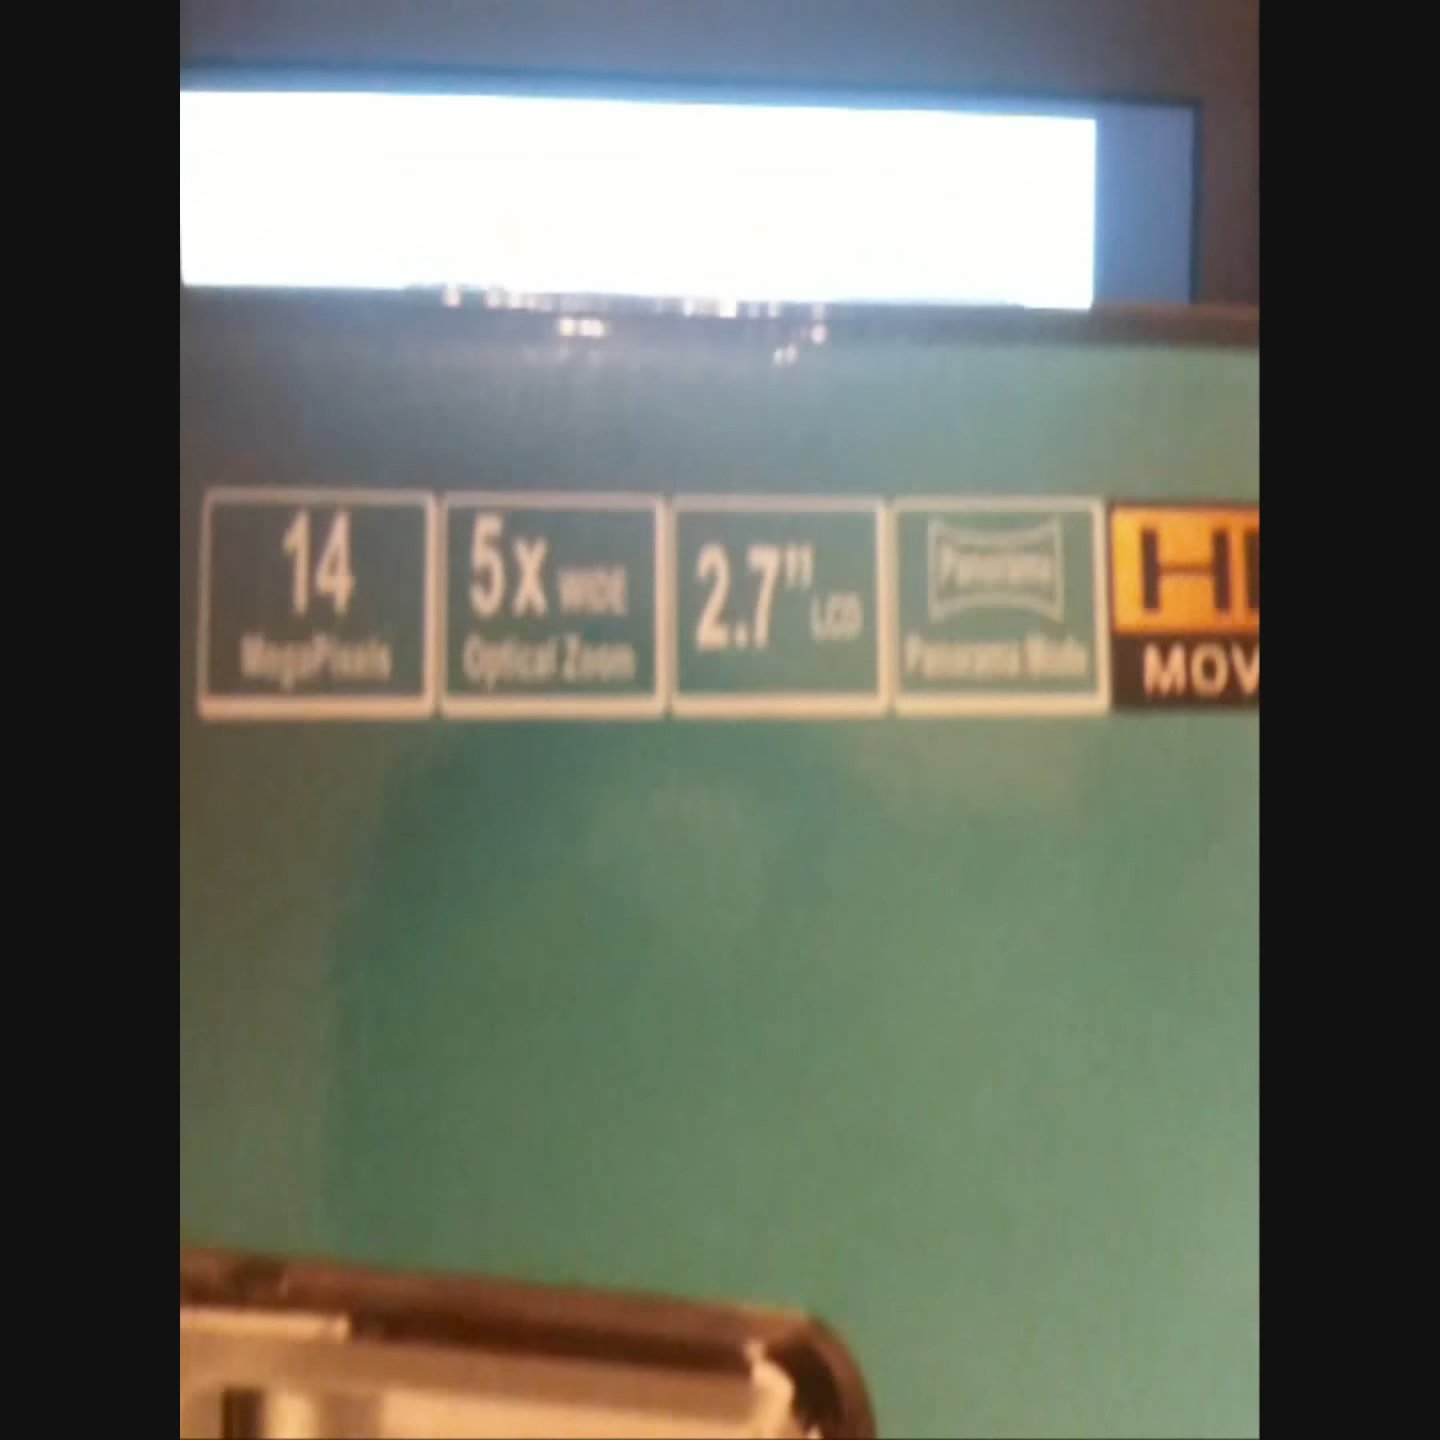 14
MegaPixels
5x WIDE
Optical Zoom
2.7" LCD
Panorama
Panorama Mode
H
MOV